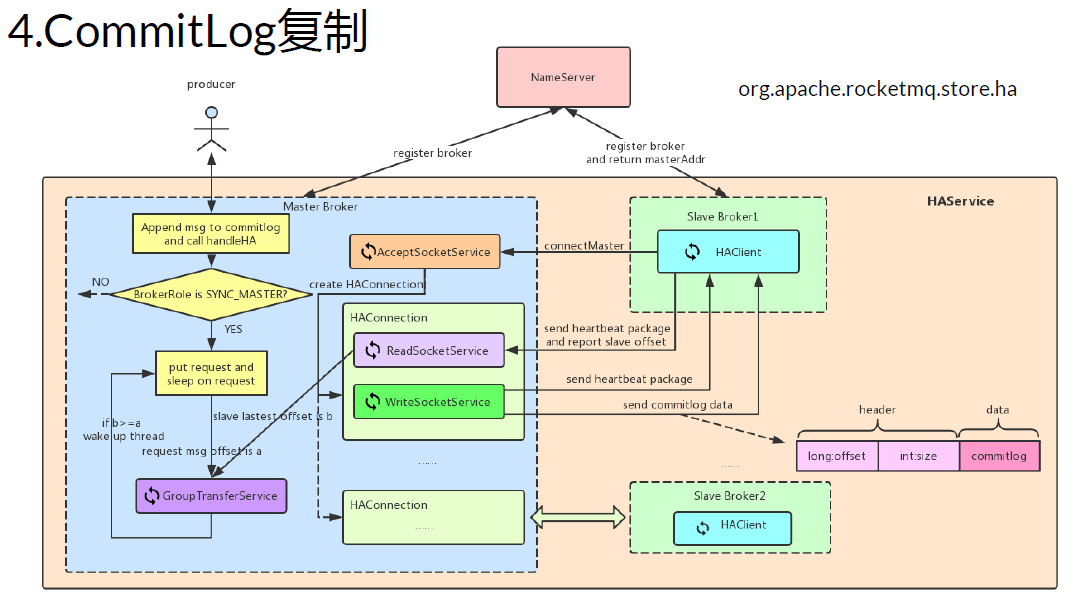 4.CommitLog复制
producer
NameServer
org.apache.rocketmq.store.ha
register broker
register broker
and return masterAddr
HAService
Master Broker
Append msg to commitlog
and call handleHA
AcceptSocketService
connectMaster
Slave Broker1
HAClient
NO
BrokerRole is SYNC_MASTER?
create HAConnection
YES
HAConnection
ReadSocketService
send heartbeat package
and report slave offset
put request and
sleep on request
WriteSocketService
send heartbeat package
send commitlog data
if b>=a
wake up thread
slave lastest offset is b
request msg offset is a
header
data
long:offset
int:size
commitlog
......
......
GroupTransferService
HAConnection
......
Slave Broker2
HAClient